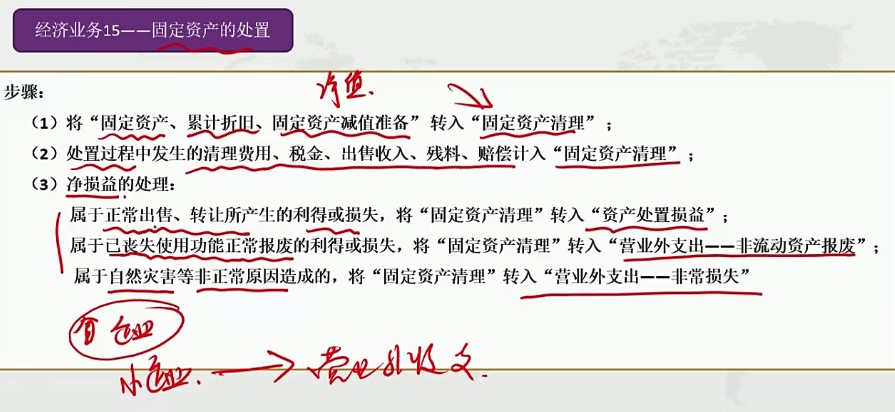 经济业务15——固定资产的处置
净值.
步骤：
（1）将“固定资产、累计折旧、固定资产减值准备” 转入“固定资产清理” ；
（2）处置过程中发生的清理费用、税金、出售收入、残料、赔偿计入“固定资产清理” ；
（3）净损益的处理：
属于正常出售、转让所产生的利得或损失，将“固定资产清理” 转入“资产处置损益” ；
属于已丧失使用功能正常报废的利得或损失，将“固定资产清理” 转入“营业外支出——非流动资产报废” ；
属于自然灾害等非正常原因造成的，将“固定资产清理” 转入“营业外支出——非常损失”
企业
小企业. → 营业外收支.